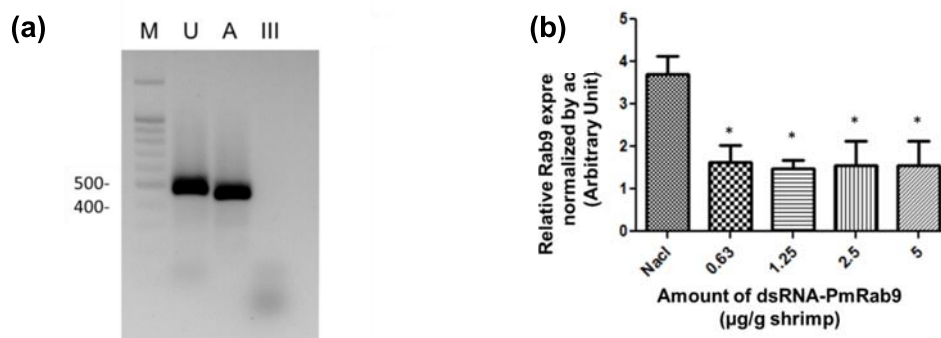 (a)
M U A III
500-
400-
(b)
Relative Rab9 expre
normalized by ac
(Arbitrary Unit)
5
4
3
2
1
0
* * * *
Nacl 0.63 1.25 2.5 5
Amount of dsRNA-PmRab9
(µg/g shrimp)